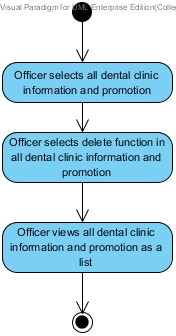 Visual Paradigm for UML Enterprise Edition(Colle
Officer selects all dental clinic
information and promotion
Officer selects delete function in
all dental clinic information and
promotion
Officer views all dental clinic
information and promotion as a
list